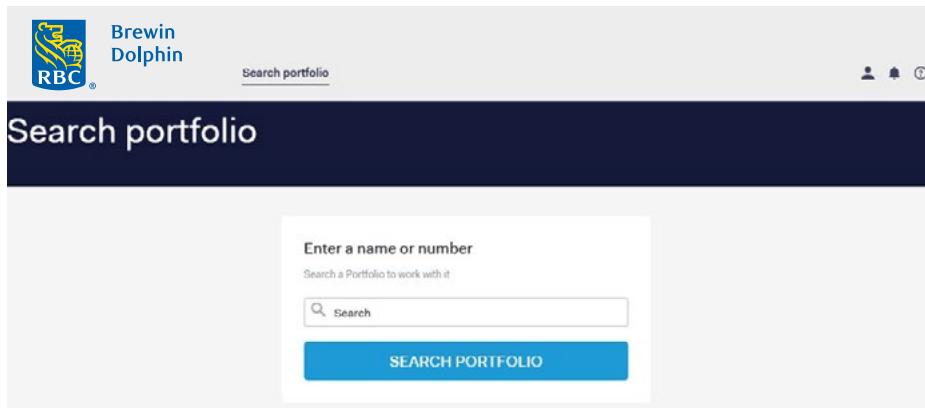 Brewin
Dolphin
RBC ®
Search portfolio
Search portfolio
Enter a name or number
Search a Portfolio to work with it
Search
SEARCH PORTFOLIO